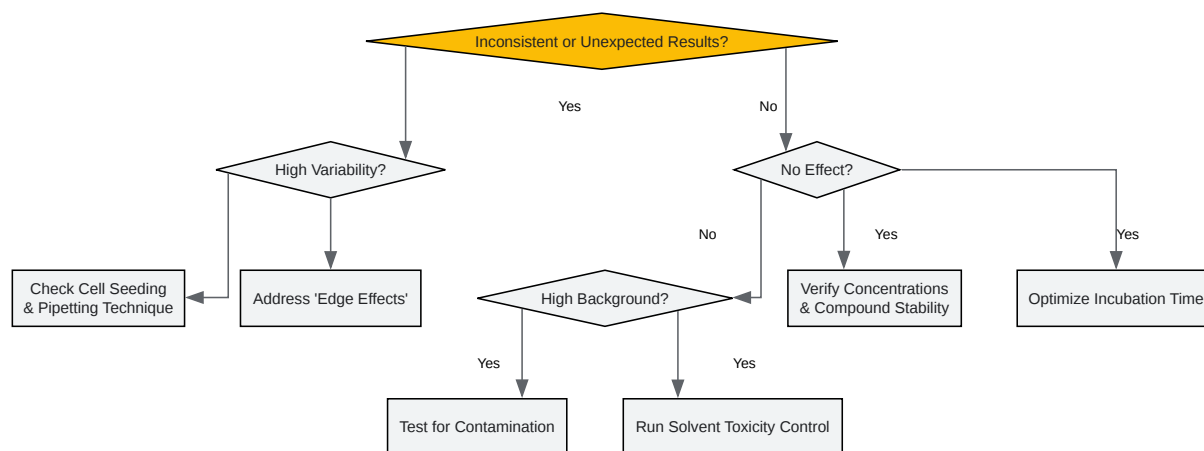 Inconsistent or Unexpected Results?
Yes
No
High Variability?
No Effect?
No
Yes
Yes
Check Cell Seeding
& Pipetting Technique
Address 'Edge Effects'
High Background?
Verify Concentrations
& Compound Stability
Optimize Incubation Time
Yes
Yes
Test for Contamination
Run Solvent Toxicity Control